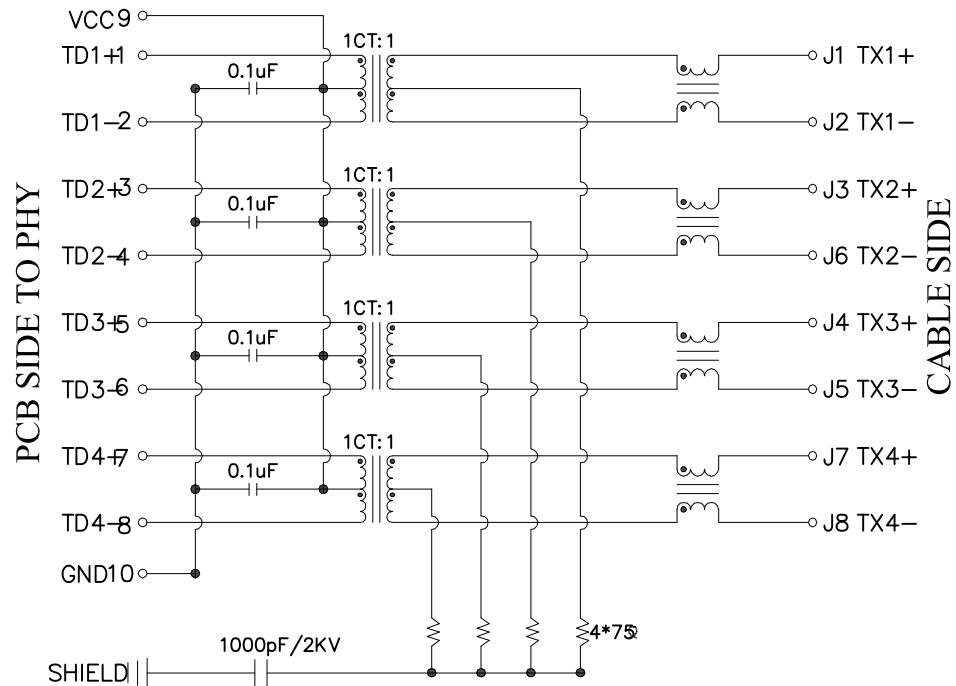 VCC9
TD1+1 1CT:1 J1 TX1+
0.1uF
TD1-2 J2 TX1-
TD2+3 1CT:1 J3 TX2+
0.1uF
TD2-4 J6 TX2-
TD3+5 1CT:1 J4 TX3+
0.1uF
TD3-6 J5 TX3-
TD4+7 1CT:1 J7 TX4+
0.1uF
TD4-8 J8 TX4-
GND10
4*75Ω
1000pF/2KV
SHIELD
PCB SIDE TO PHY
CABLE SIDE